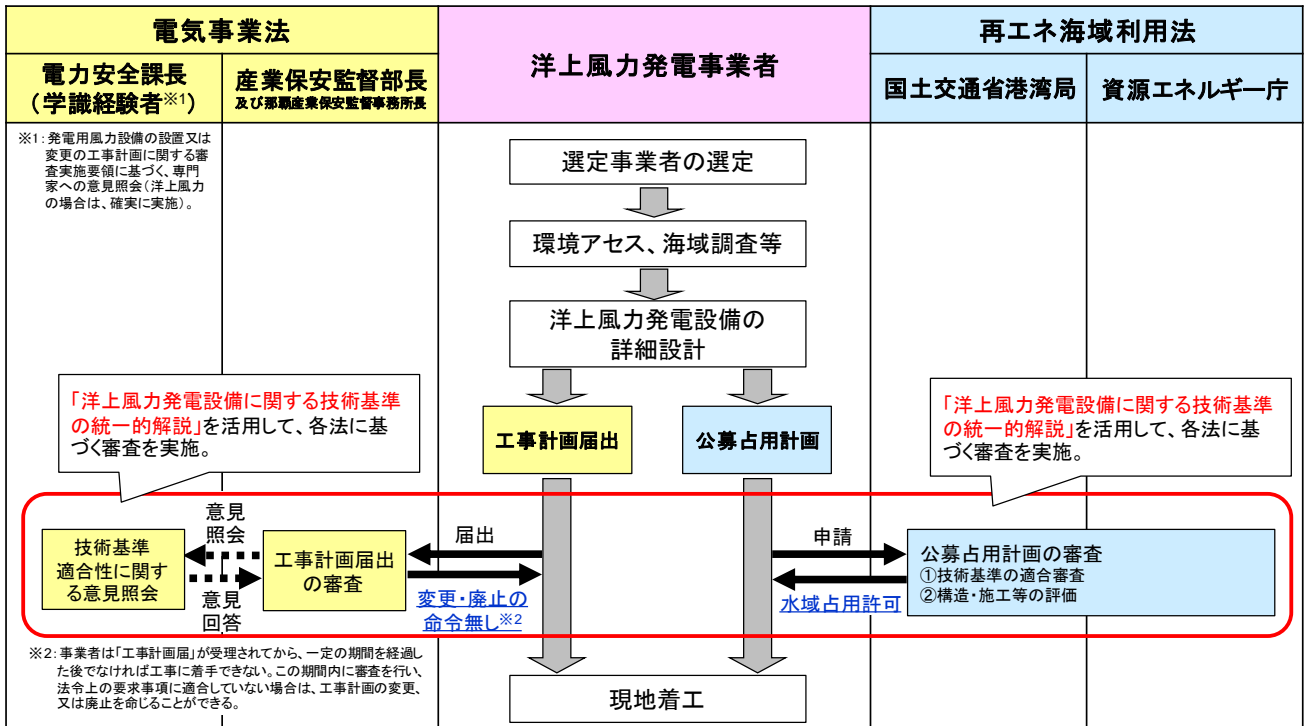 電気事業法
洋上風力発電事業者
再エネ海域利用法
電力安全課長
(学識経験者※1)
産業保安監督部長
及び那覇産業保安監督事務所長
国土交通省港湾局
資源エネルギー庁
※1:発電用風力設備の設置又は
変更の工事計画に関する審
査実施要領に基づく、専門
家への意見照会(洋上風力
の場合は、確実に実施)。
選定事業者の選定
環境アセス、海域調査等
洋上風力発電設備の
詳細設計
「洋上風力発電設備に関する技術基準
の統一的解説」を活用して、各法に基
づく審査を実施。
工事計画届出
公募占用計画
「洋上風力発電設備に関する技術基準
の統一的解説」を活用して、各法に基
づく審査を実施。
技術基準
適合性に関す
る意見照会
意見
照会
意見
回答
工事計画届出
の審査
届出
変更・廃止の
命令無し※2
申請
水域占用許可
公募占用計画の審査
①技術基準の適合審査
②構造・施工等の評価
※2:事業者は「工事計画届」が受理されてから、一定の期間を経過し
た後でなければ工事に着手できない。この期間内に審査を行い、
法令上の要求事項に適合していない場合は、工事計画の変更、
又は廃止を命じることができる。
現地着工